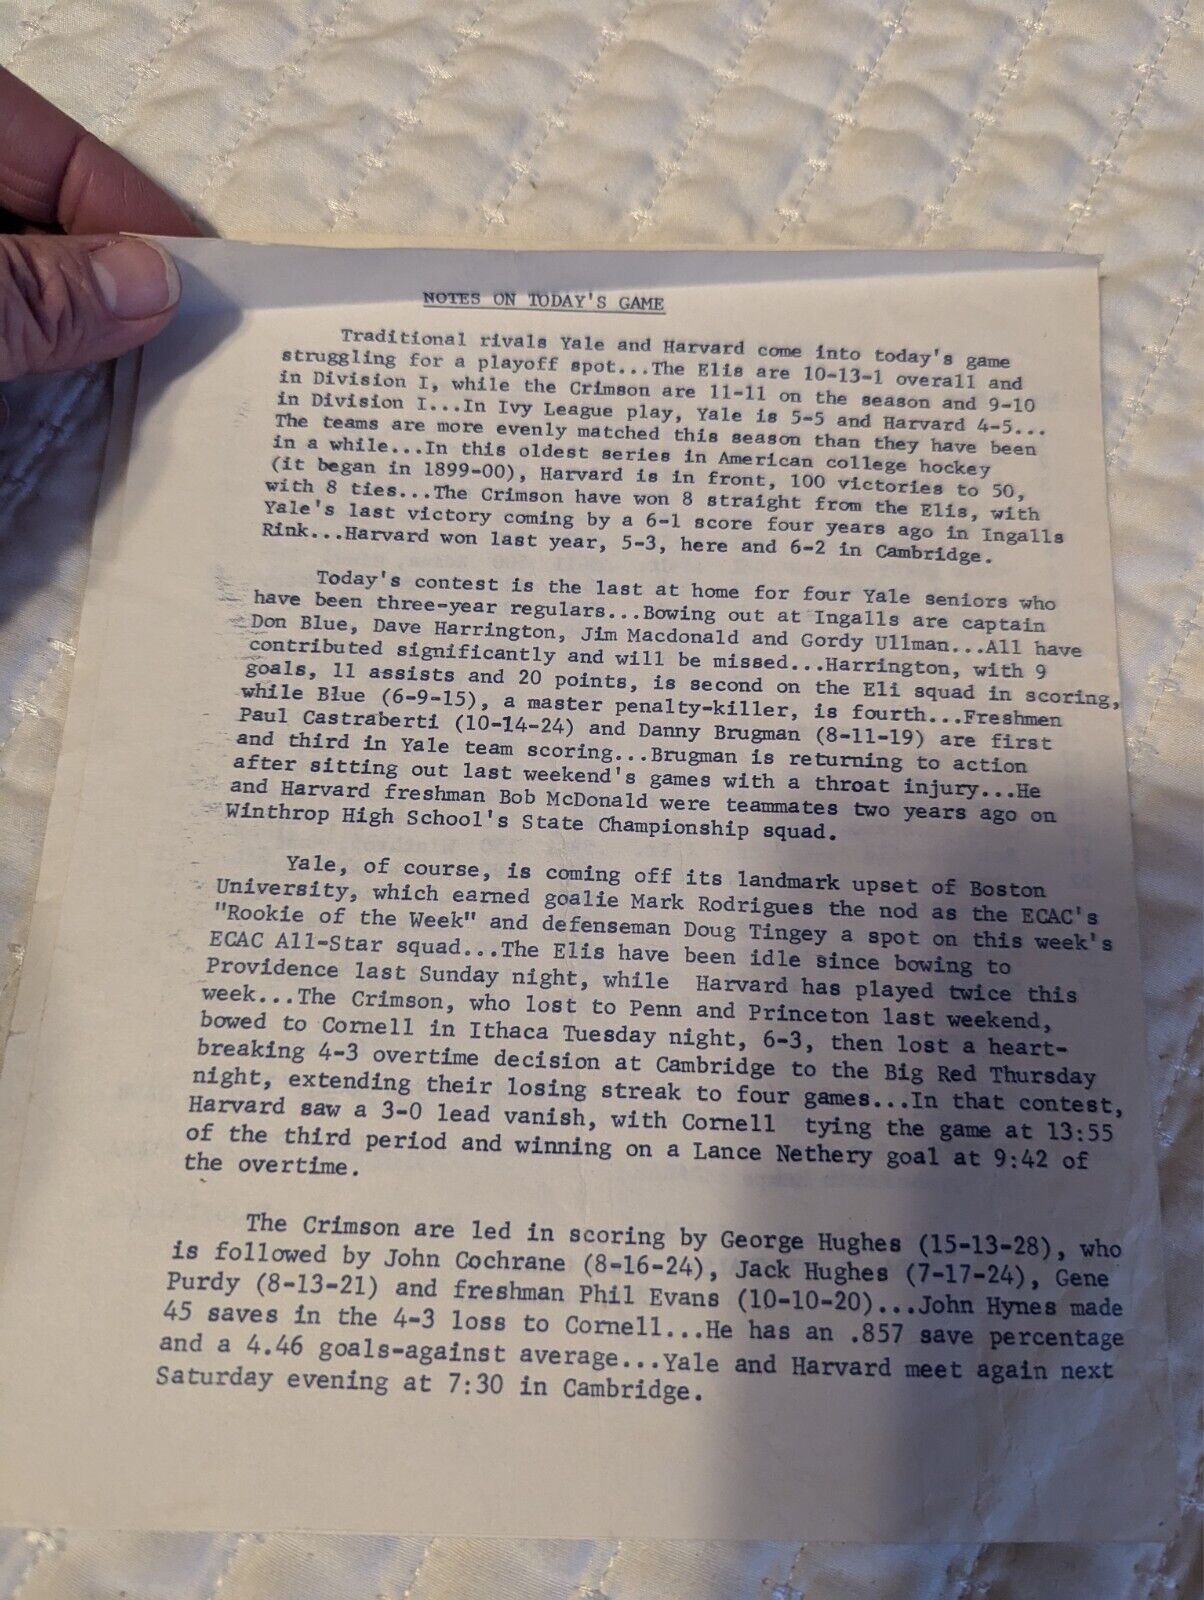 NOTES ON TODAY'S GAME
Traditional rivals Yale and Harvard come into today's game
struggling for a playoff spot...The Elis are 10-13-1 overall and
in Division I, while the Crimson are 11-11 on the season and 9-10
in Division I...In Ivy League play, Yale is 5-5 and Harvard 4-5...
The teams are more evenly matched this season than they have been
in a while...In this oldest series in American college hockey
(it began in 1899-00), Harvard is in front, 100 victories to 50,
with 8 ties...The Crimson have won 8 straight from the Elis, with
Yale's last victory coming by a 6-1 score four years ago in Ingalls
Rink...Harvard won last year, 5-3, here and 6-2 in Cambridge.
Today's contest is the last at home for four Yale seniors who
have been three-year regulars...Bowing out at Ingalls are captain
Don Blue, Dave Harrington, Jim Macdonald and Gordy Ullman...All have
contributed significantly and will be missed...Harrington, with 9
goals, 11 assists and 20 points, is second on the Eli squad in scoring,
while Blue (6-9-15), a master penalty-killer, is fourth...Freshmen
Paul Castraberti (10-14-24) and Danny Brugman (8-11-19) are first
and third in Yale team scoring...Brugman is returning to action
after sitting out last weekend's games with a throat injury...He
and Harvard freshman Bob McDonald were teammates two years ago on
Winthrop High School's State Championship squad.
Yale, of course, is coming off its landmark upset of Boston
University, which earned goalie Mark Rodrigues the nod as the ECAC's
"Rookie of the Week" and defenseman Doug Tingey a spot on this week's
ECAC All-Star squad...The Elis have been idle since bowing to
Providence last Sunday night, while Harvard has played twice this
week...The Crimson, who lost to Penn and Princeton last weekend,
bowed to Cornell in Ithaca Tuesday night, 6-3, then lost a heart-
breaking 4-3 overtime decision at Cambridge to the Big Red Thursday
night, extending their losing streak to four games...In that contest,
Harvard saw a 3-0 lead vanish, with Cornell tying the game at 13:55
of the third period and winning on a Lance Nethery goal at 9:42 of
the overtime.
The Crimson are led in scoring by George Hughes (15-13-28), who
is followed by John Cochrane (8-16-24), Jack Hughes (7-17-24), Gene
Purdy (8-13-21) and freshman Phil Evans (10-10-20)...John Hynes made
45 saves in the 4-3 loss to Cornell...He has an .857 save percentage
and a 4.46 goals-against average...Yale and Harvard meet again next
Saturday evening at 7:30 in Cambridge.